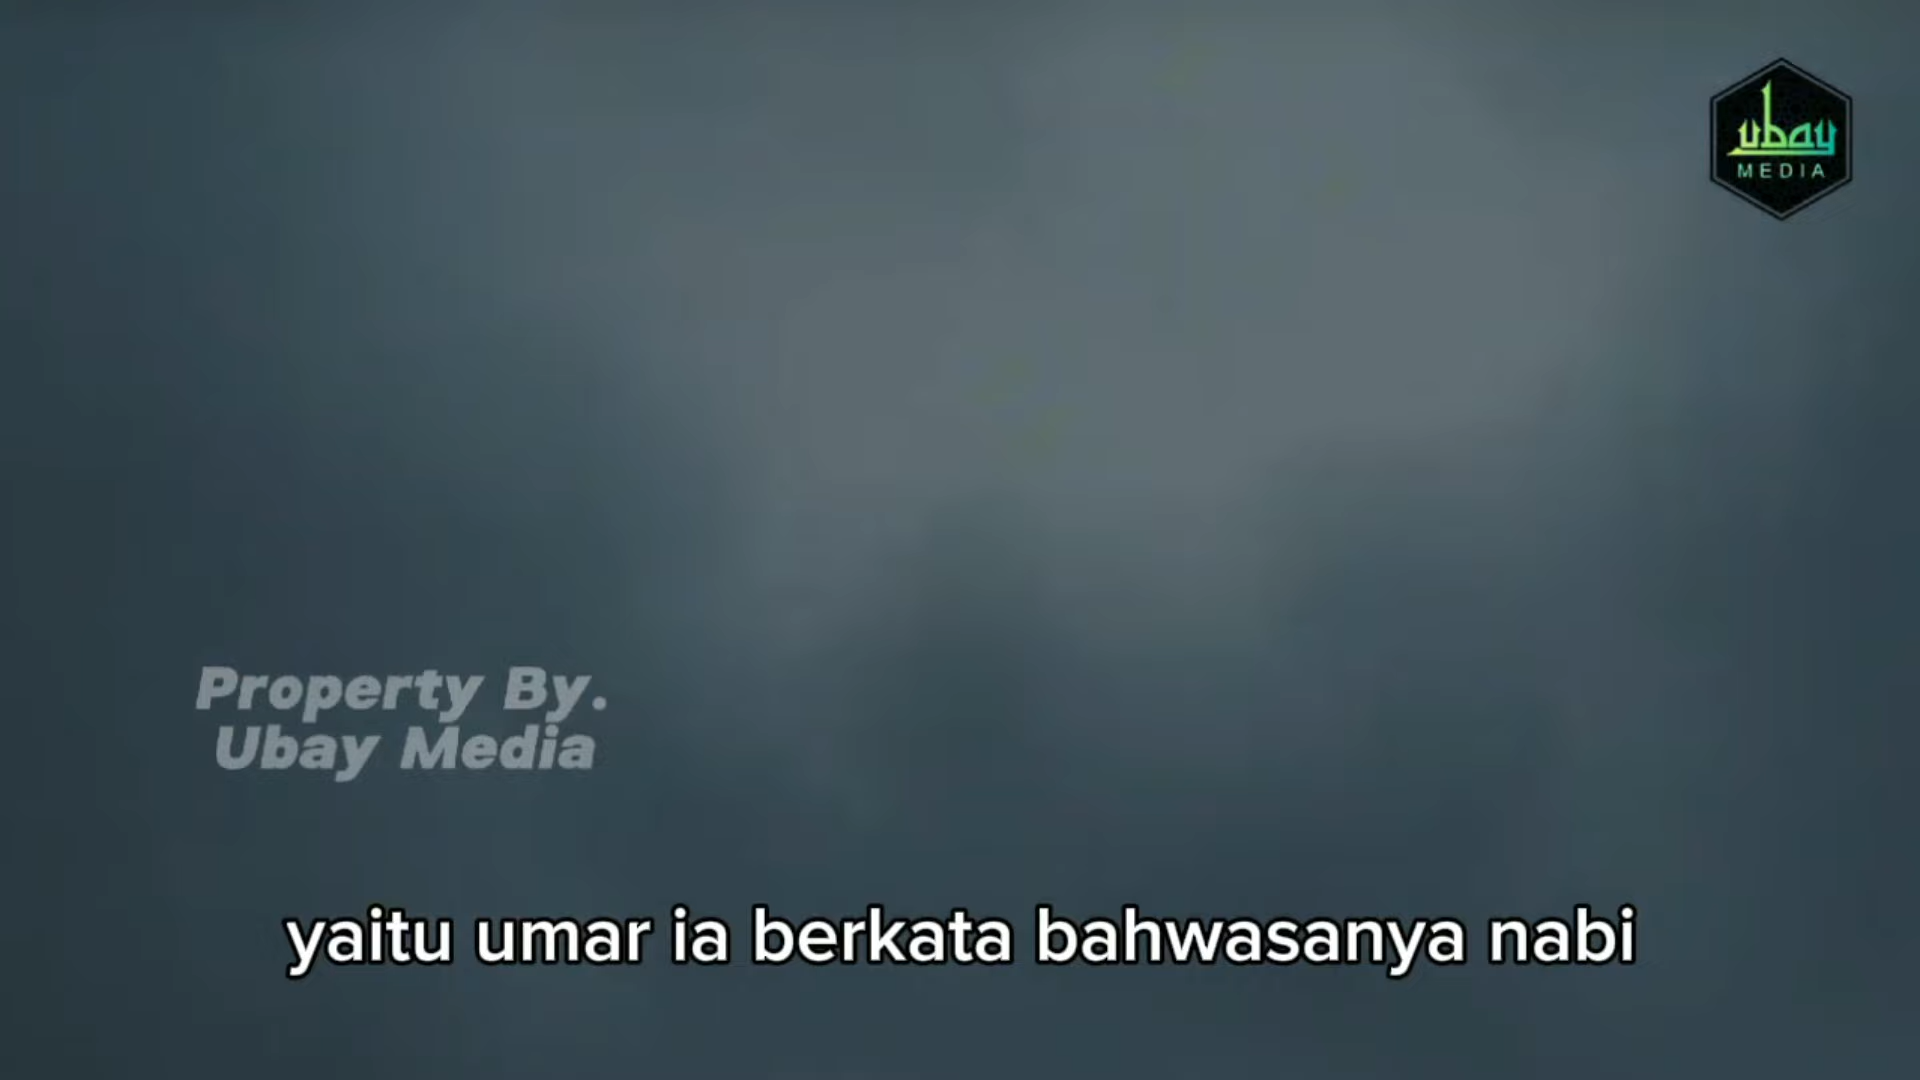 ubay
MEDIA
Property By.
Ubay Media
yaitu umar ia berkata bahwasanya nabi